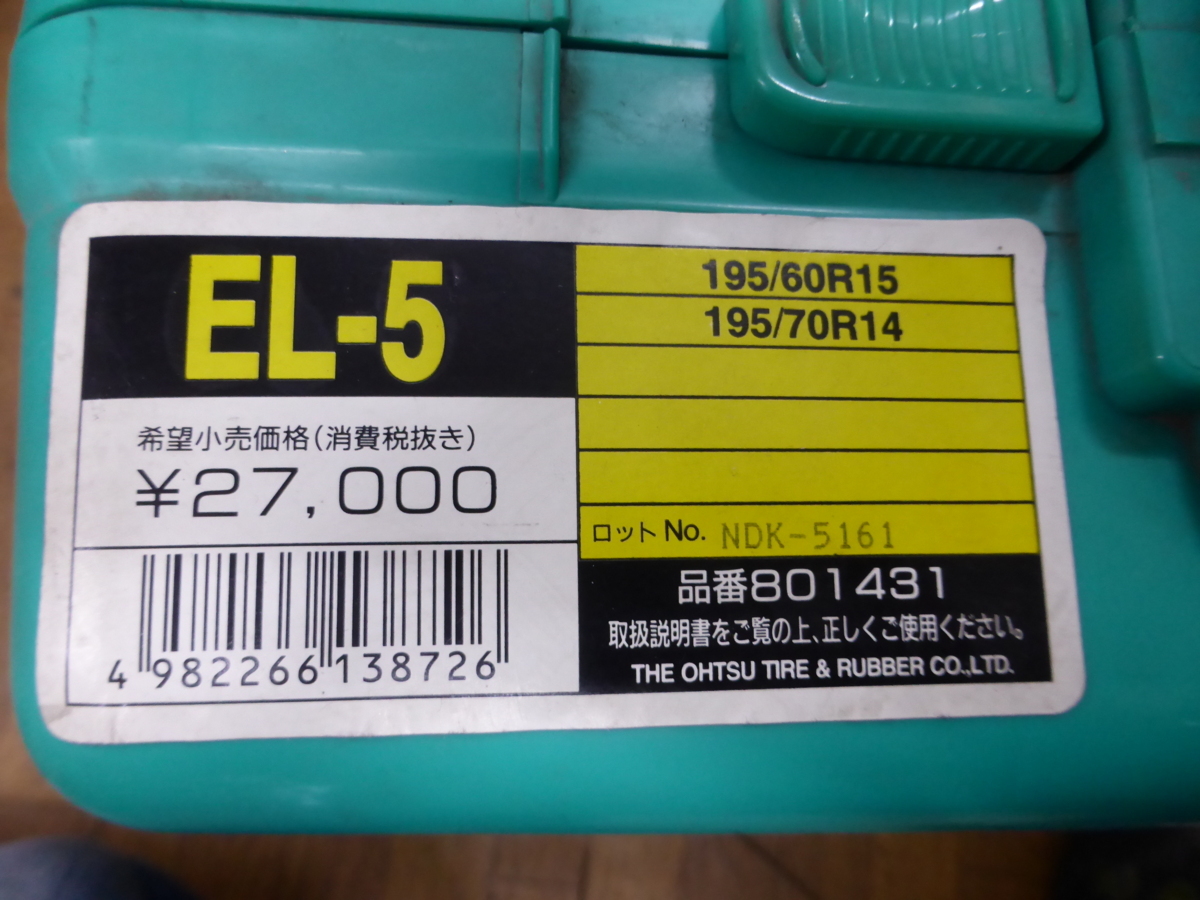 EL-5
希望小売価格(消費税抜き)
¥27,000
4 982266 138726
195/60R15
195/70R14
ロット No. NDK-5161
品番801431
取扱説明書をご覧の上、正しくご使用ください。
THE OHTSU TIRE & RUBBER CO.,LTD.